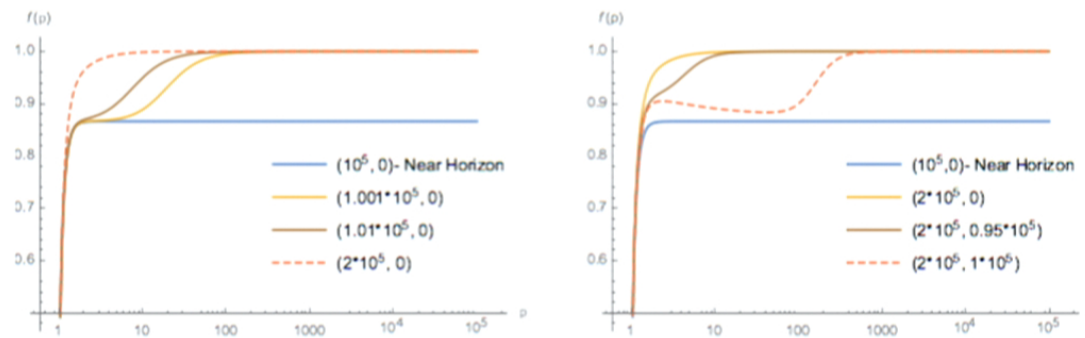 f(p)
1.0
0.9
0.8
0.7
0.6
1 10 100 1000 10⁴ 10⁵
p
(10⁵, 0)- Near Horizon
(1.001*10⁵, 0)
(1.01*10⁵, 0)
(2*10⁵, 0)
f(p)
1.0
0.9
0.8
0.7
0.6
1 10 100 1000 10⁴ 10⁵
(10⁵,0)- Near Horizon
(2*10⁵, 0)
(2*10⁵, 0.95*10⁵)
(2*10⁵, 1*10⁵)